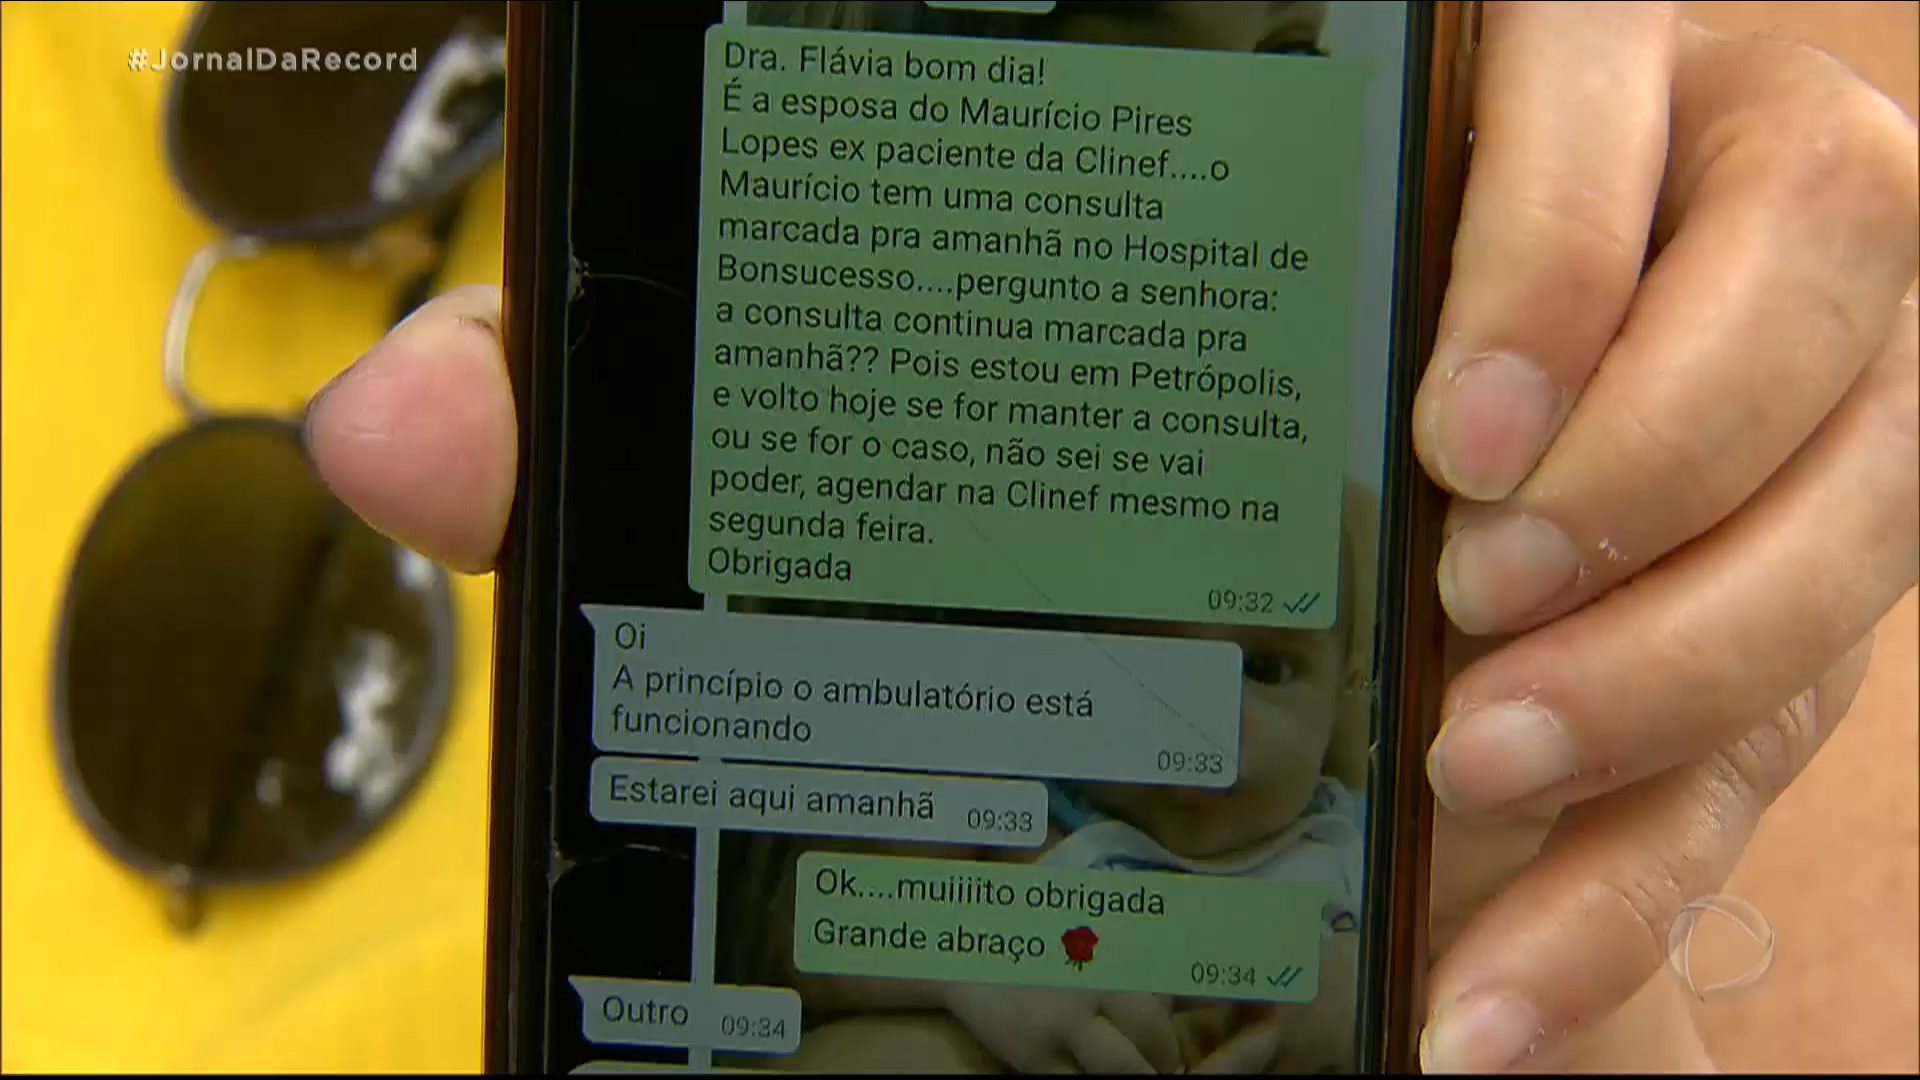 #JornalDaRecord
Dra. Flávia bom dia!
É a esposa do Maurício Pires
Lopes ex paciente da Clinef....o
Maurício tem uma consulta
marcada pra amanhã no Hospital de
Bonsucesso....pergunto a senhora:
a consulta continua marcada pra
amanhã?? Pois estou em Petrópolis,
e volto hoje se for manter a consulta,
ou se for o caso, não sei se vai
poder, agendar na Clinef mesmo na
segunda feira.
Obrigada
09:32
Oi
A princípio o ambulatório está
funcionando
09:33
Estarei aqui amanhã 09:33
Ok....muiiiito obrigada
Grande abraço 🌹
09:34
Outro 09:34